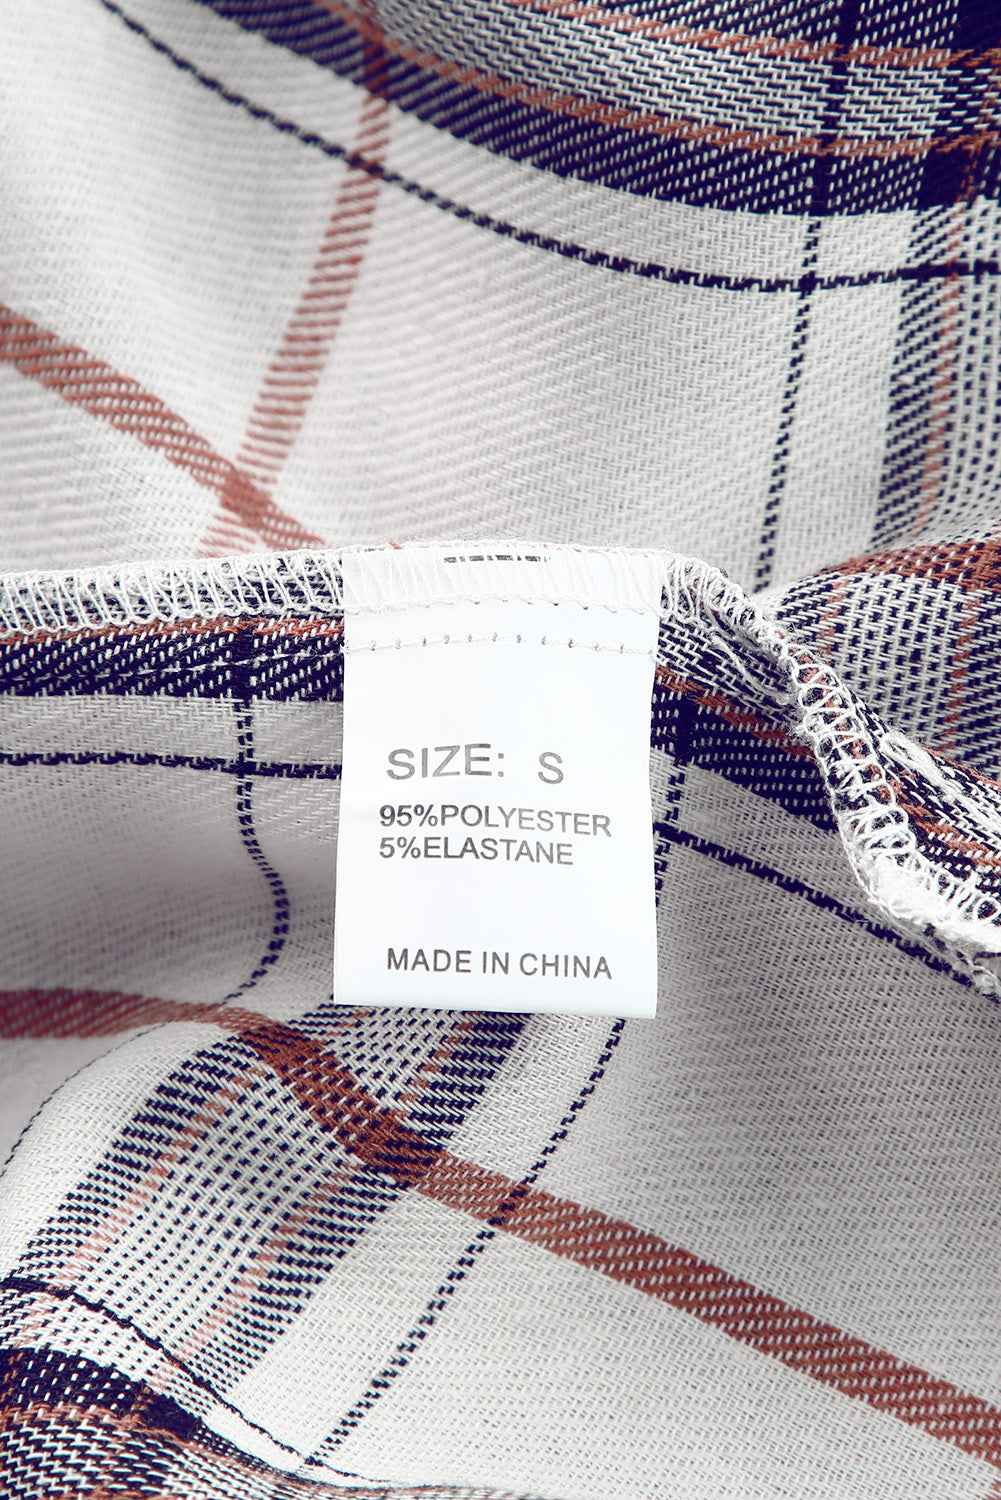 SIZE: S
95%POLYESTER
5%ELASTANE
MADE IN CHINA